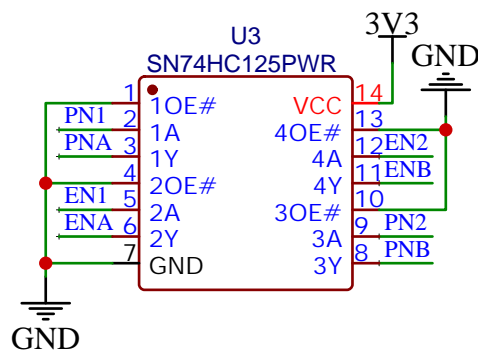 U3
SN74HC125PWR
3V3
GND
1 1OE# VCC 14
PN1 2 1A 4OE# 13
PNA 3 1Y 4A 12 EN2
4 2OE# 4Y 11 ENB
EN1 5 2A 3OE# 10
ENA 6 2Y 3A 9 PN2
7 GND 3Y 8 PNB
GND